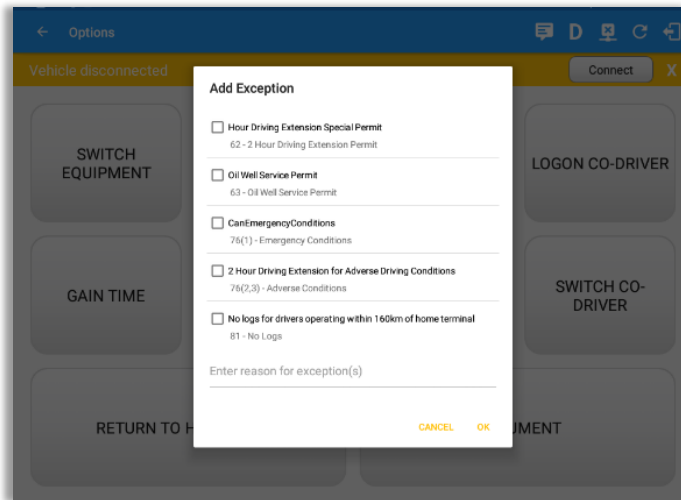 Options
D
Vehicle disconnected
Connect
X
Add Exception
Hour Driving Extension Special Permit
62 - 2 Hour Driving Extension Permit
Oil Well Service Permit
63 - Oil Well Service Permit
CanEmergencyConditions
76(1) - Emergency Conditions
2 Hour Driving Extension for Adverse Driving Conditions
76(2,3) - Adverse Conditions
No logs for drivers operating within 160km of home terminal
81 - No Logs
Enter reason for exception(s)
CANCEL
OK
SWITCH
EQUIPMENT
LOGON CO-DRIVER
GAIN TIME
SWITCH CO-
DRIVER
RETURN TO H
UMENT